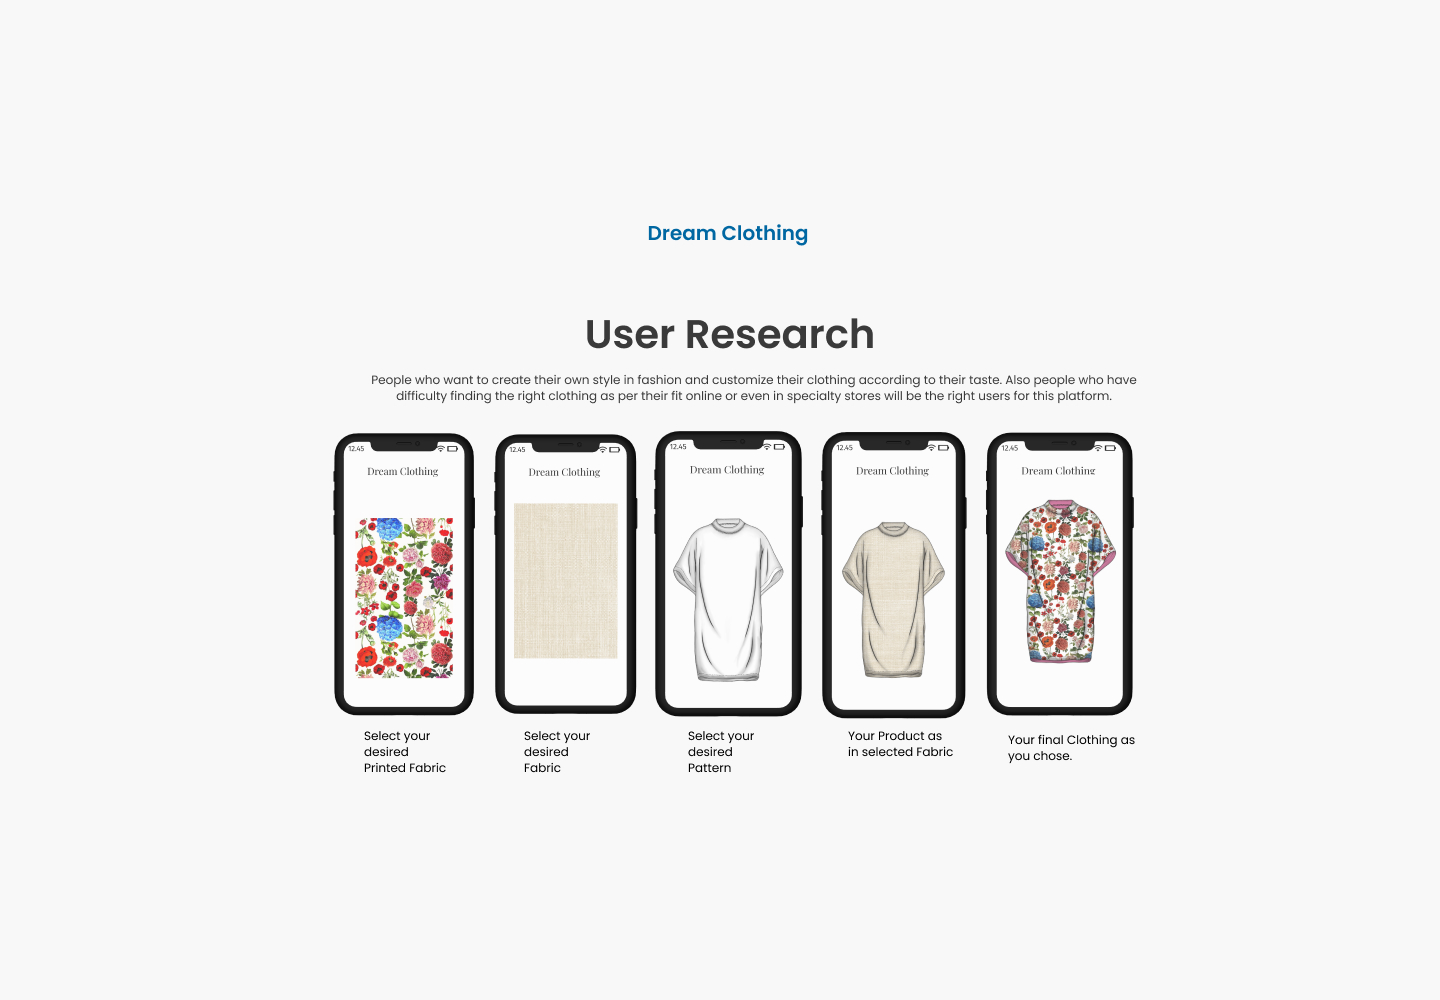 Dream Clothing
User Research
People who want to create their own style in fashion and customize their clothing according to their taste. Also people who have
difficulty finding the right clothing as per their fit online or even in specialty stores will be the right users for this platform.
12.45
Dream Clothing
Select your
desired
Printed Fabric
12.45
Dream Clothing
Select your
desired
Fabric
12.45
Dream Clothing
Select your
desired
Pattern
12.45
Dream Clothing
Your Product as
in selected Fabric
12.45
Dream Clothing
Your final Clothing as
you chose.